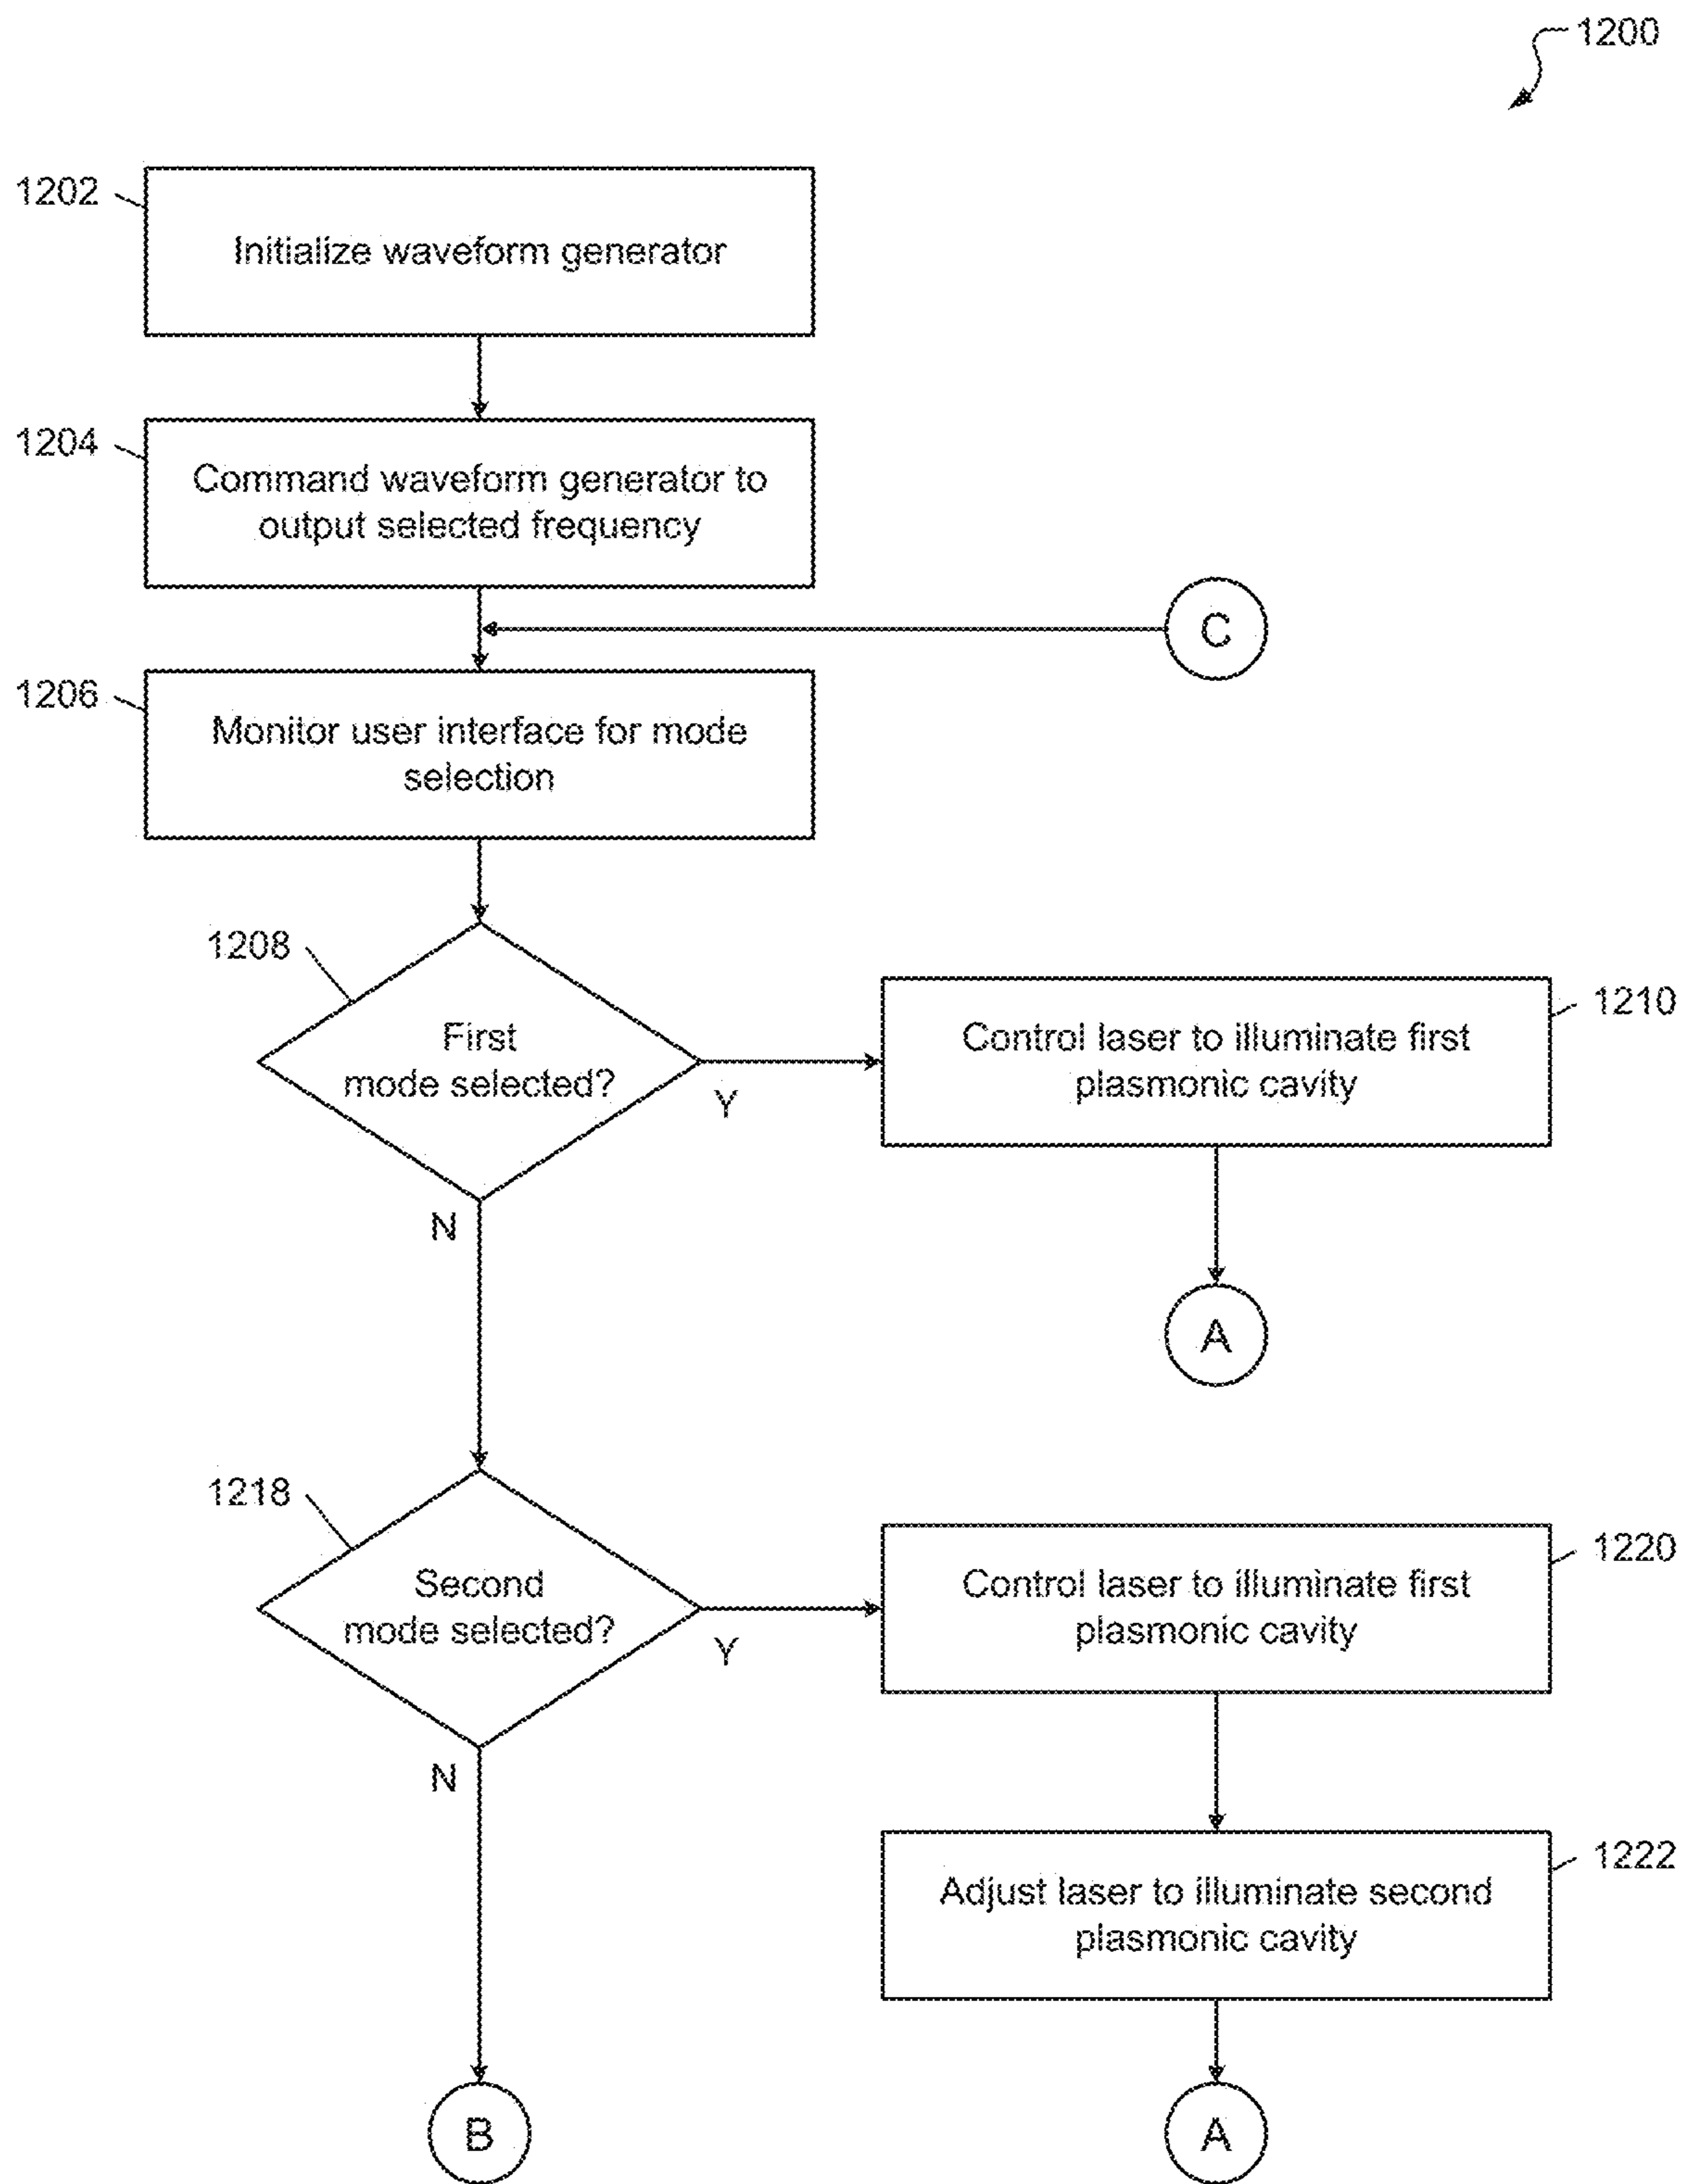 1200
1202
Initialize waveform generator
1204
Command waveform generator to
output selected frequency
C
1206
Monitor user interface for mode
selection
1208
First
mode selected?
Y
N
1210
Control laser to illuminate first
plasmonic cavity
A
1218
Second
mode selected?
Y
N
1220
Control laser to illuminate first
plasmonic cavity
1222
Adjust laser to illuminate second
plasmonic cavity
B
A